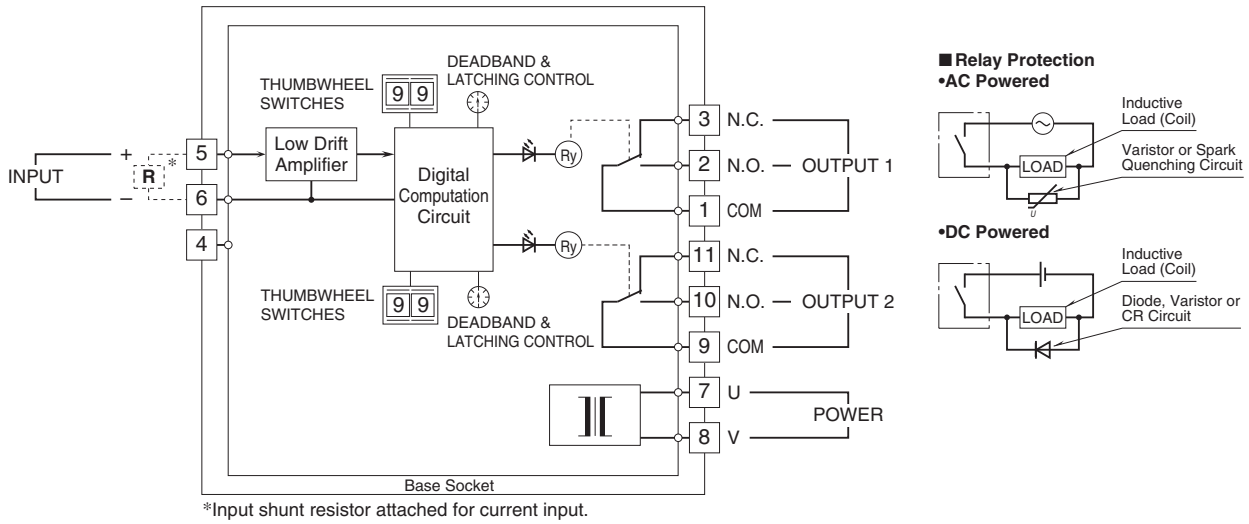 THUMBWHEEL
SWITCHES
9 9
DEADBAND &
LATCHING CONTROL
INPUT
+
−
R
*
5
6
4
Low Drift
Amplifier
Digital
Computation
Circuit
Ry
Ry
THUMBWHEEL
SWITCHES
9 9
DEADBAND &
LATCHING CONTROL
3 N.C.
2 N.O. OUTPUT 1
1 COM
11 N.C.
10 N.O. OUTPUT 2
9 COM
7 U
POWER
8 V
Base Socket
*Input shunt resistor attached for current input.
■ Relay Protection
•AC Powered
Inductive
Load (Coil)
LOAD
Varistor or Spark
Quenching Circuit
U
•DC Powered
Inductive
Load (Coil)
LOAD
Diode, Varistor or
CR Circuit